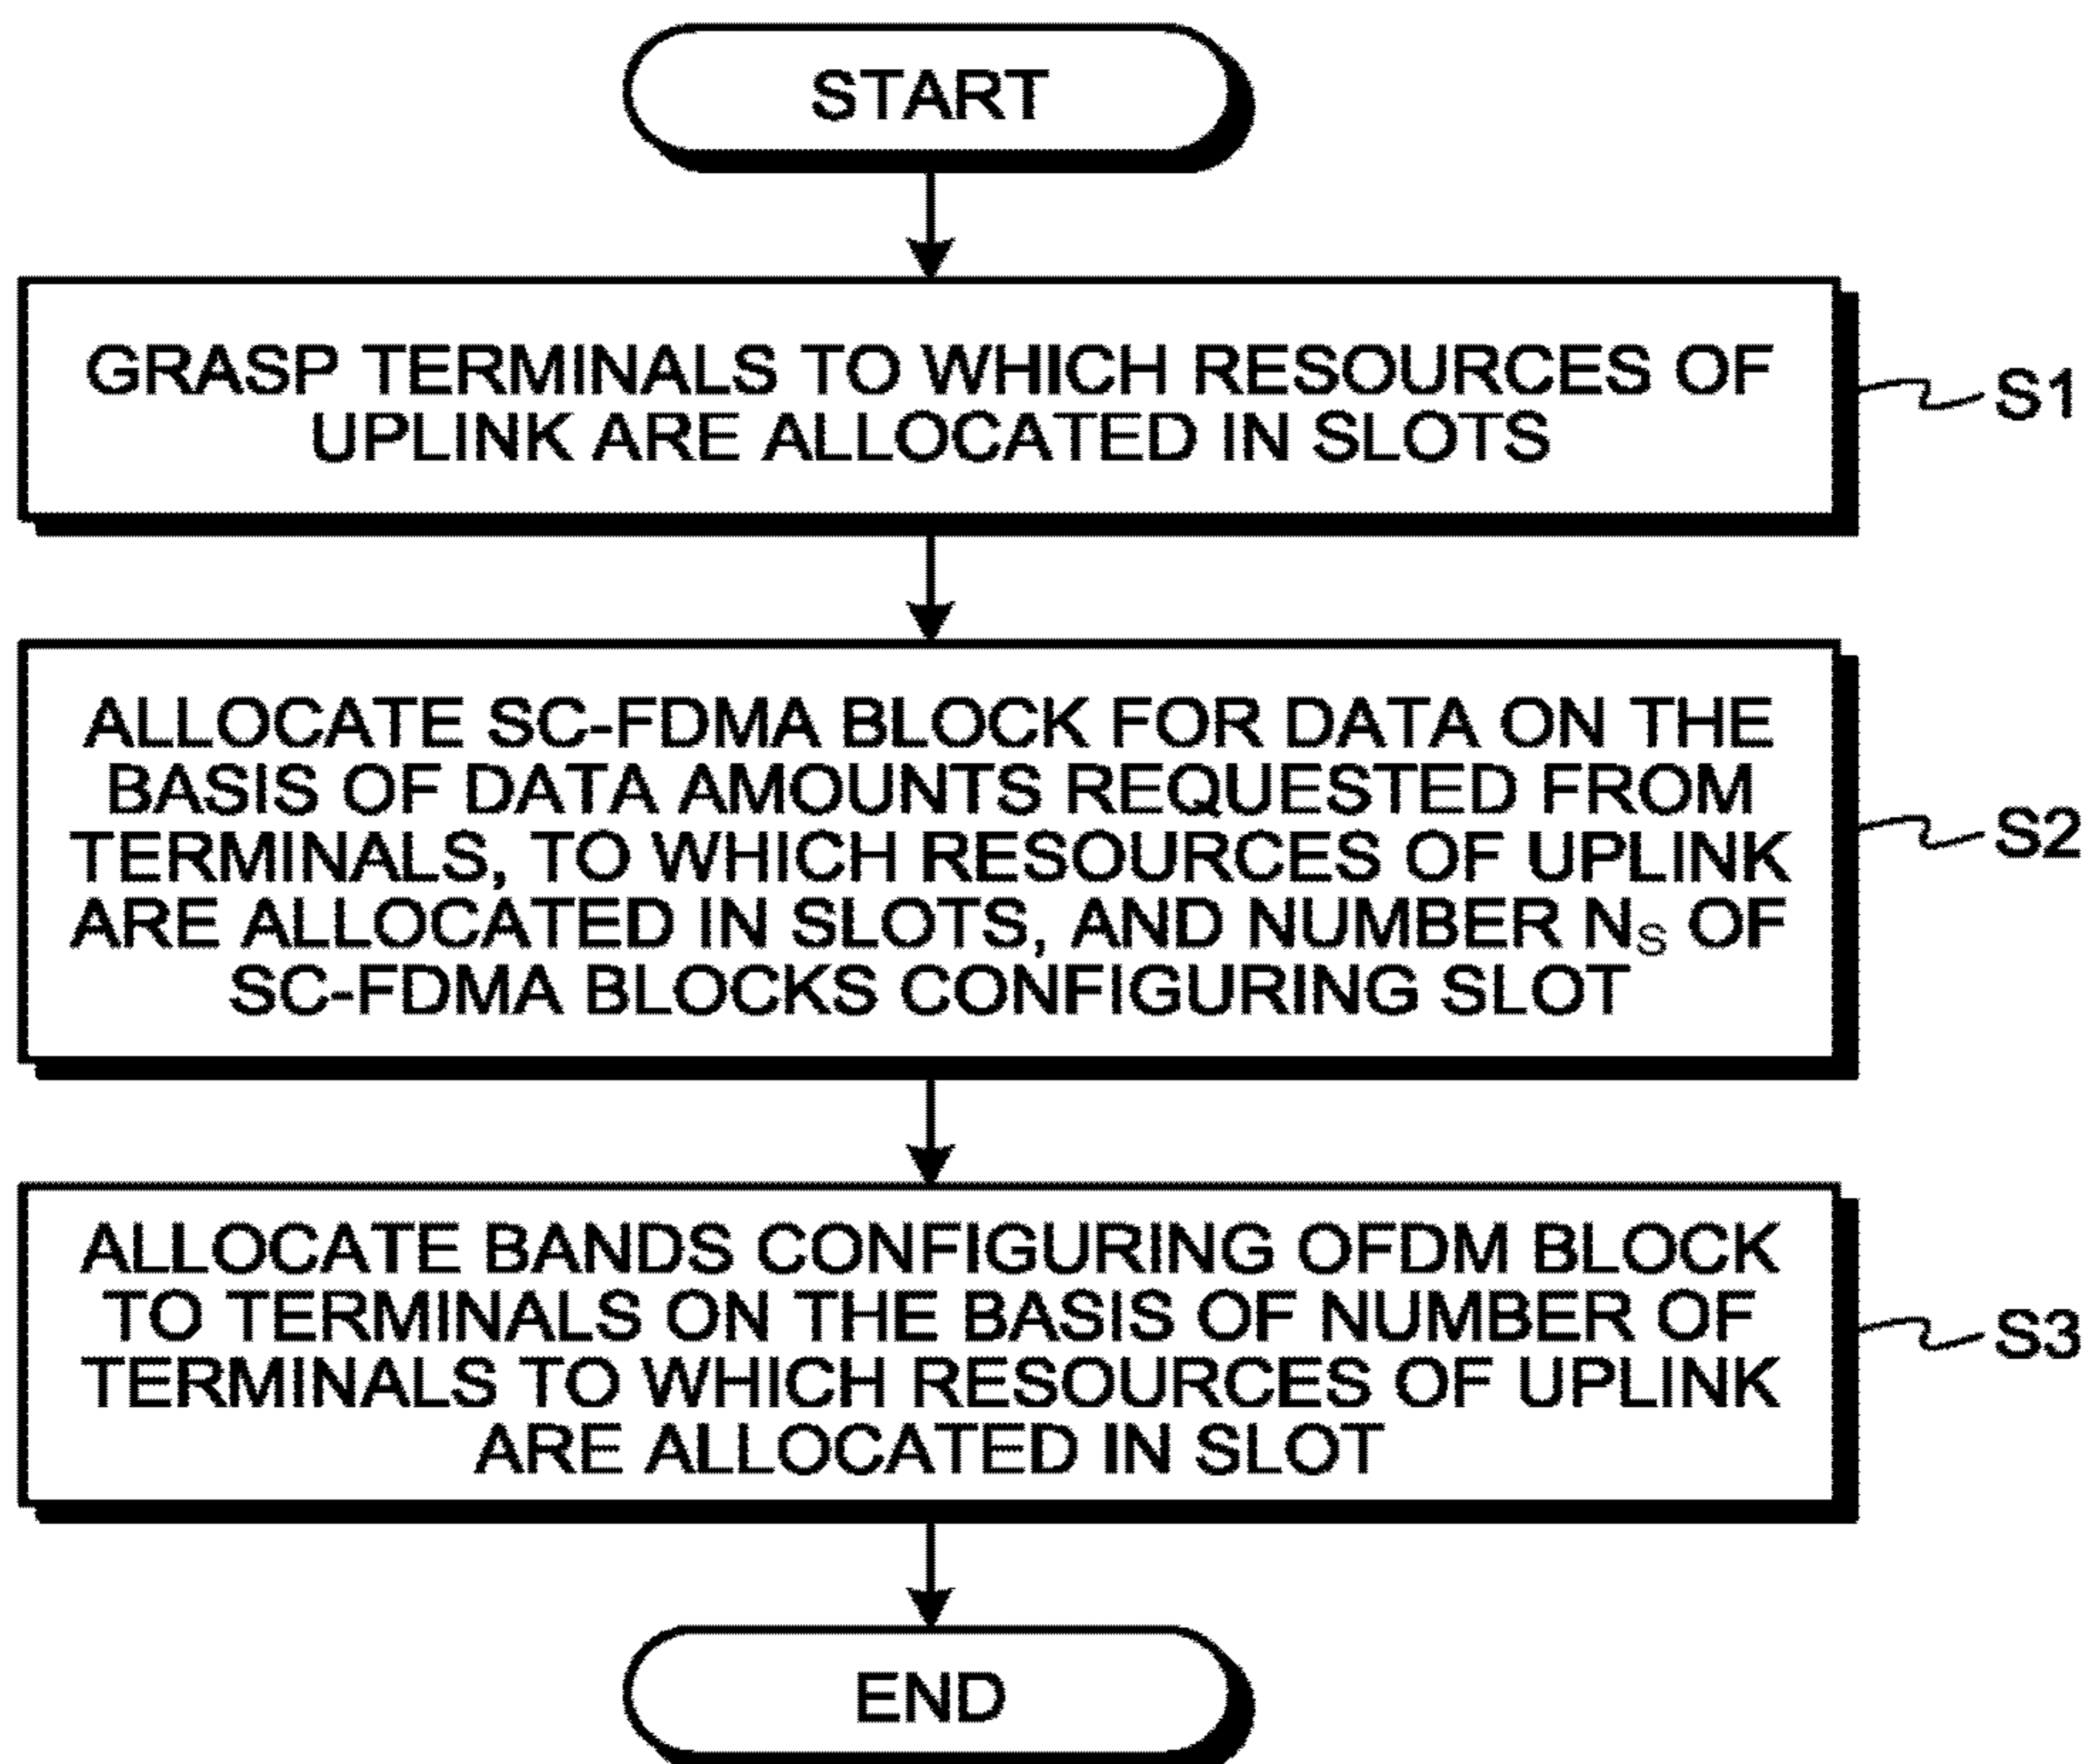 START
GRASP TERMINALS TO WHICH RESOURCES OF
UPLINK ARE ALLOCATED IN SLOTS
S1
ALLOCATE SC-FDMA BLOCK FOR DATA ON THE
BASIS OF DATA AMOUNTS REQUESTED FROM
TERMINALS, TO WHICH RESOURCES OF UPLINK
ARE ALLOCATED IN SLOTS, AND NUMBER NS OF
SC-FDMA BLOCKS CONFIGURING SLOT
S2
ALLOCATE BANDS CONFIGURING OFDM BLOCK
TO TERMINALS ON THE BASIS OF NUMBER OF
TERMINALS TO WHICH RESOURCES OF UPLINK
ARE ALLOCATED IN SLOT
S3
END